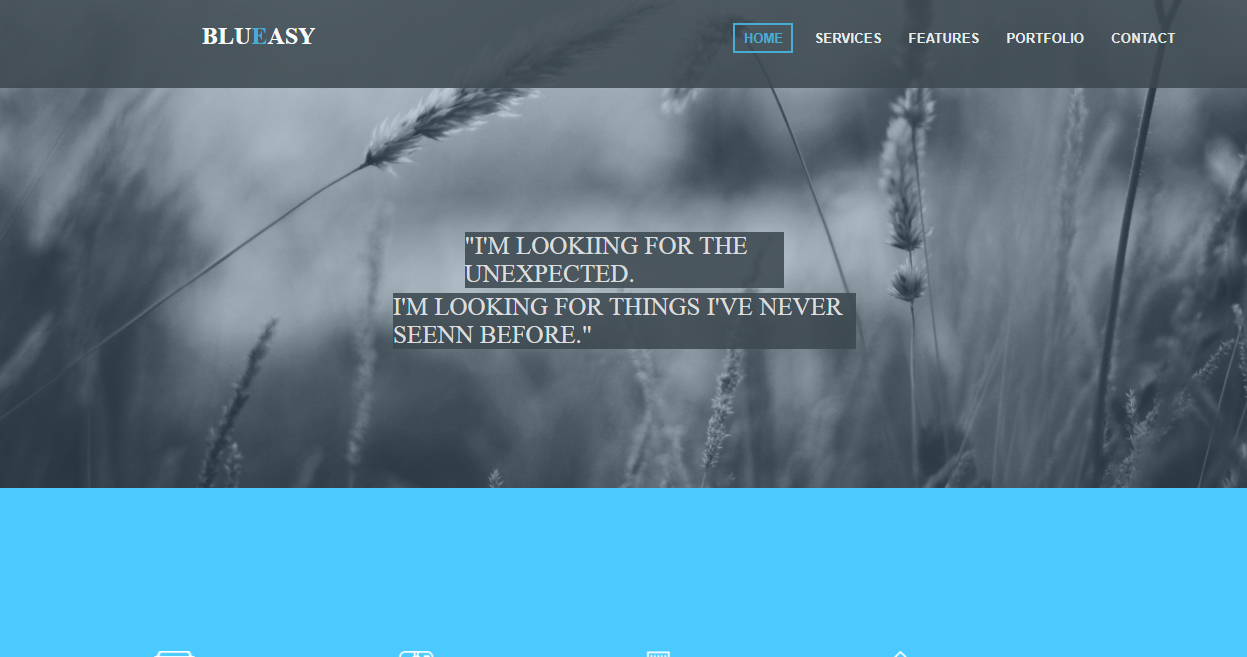 BLUEASY
HOME SERVICES FEATURES PORTFOLIO CONTACT
"I'M LOOKIING FOR THE
UNEXPECTED.
I'M LOOKING FOR THINGS I'VE NEVER
SEENN BEFORE."